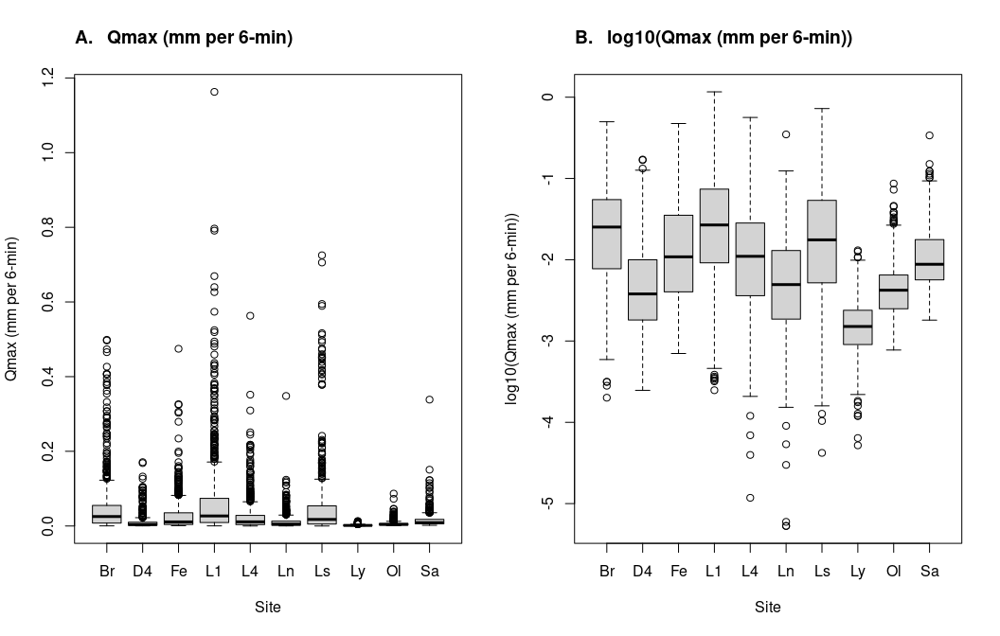 A. Qmax (mm per 6-min)
Qmax (mm per 6-min)
1.2
1.0
0.8
0.6
0.4
0.2
0.0
Br D4 Fe L1 L4 Ln Ls Ly Ol Sa
Site
B. log10(Qmax (mm per 6-min))
log10(Qmax (mm per 6-min))
0
-1
-2
-3
-4
-5
Br D4 Fe L1 L4 Ln Ls Ly Ol Sa
Site